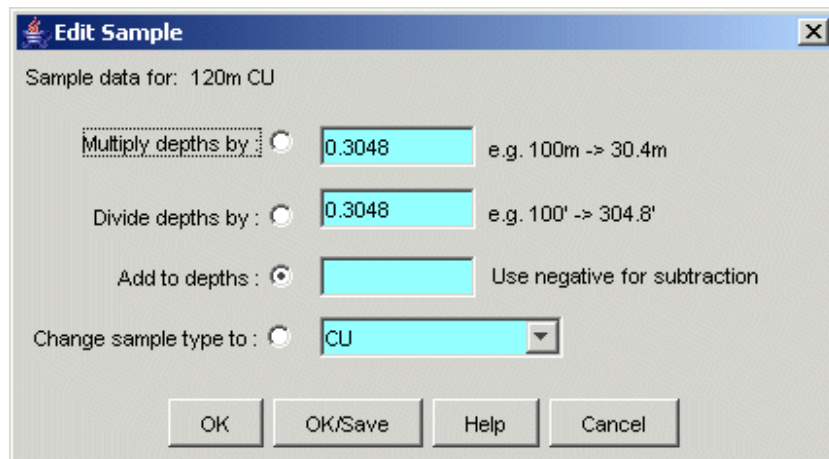 Edit Sample
Sample data for: 120m CU
Multiply depths by : 0.3048 e.g. 100m -> 30.4m
Divide depths by : 0.3048 e.g. 100' -> 304.8'
Add to depths : Use negative for subtraction
Change sample type to : CU
OK OK/Save Help Cancel